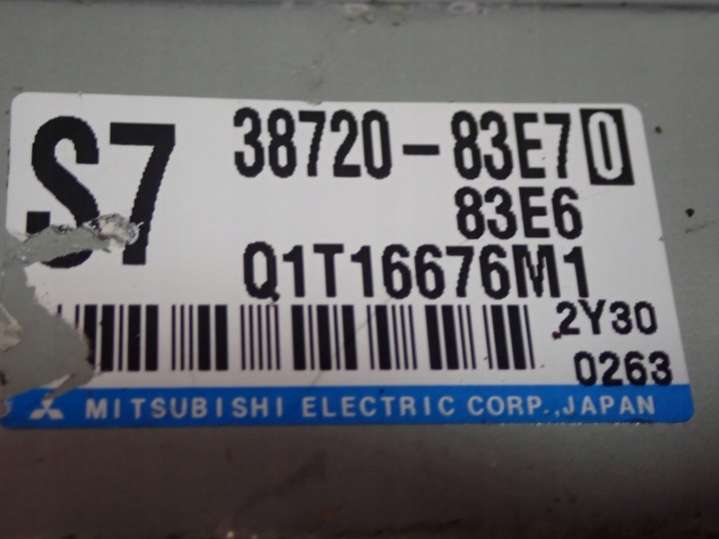 S7
38720-83E70
83E6
Q1T16676M1
2Y30
0263
MITSUBISHI ELECTRIC CORP.,JAPAN